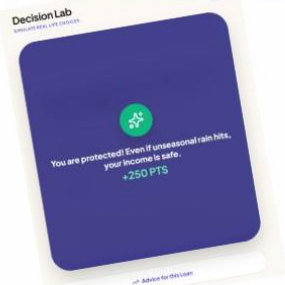 Decision Lab
SIMULATE REAL LIFE CHOICES
You are protected! Even if unseasonal rain hits,
your income is safe.
+250 PTS
Advice for this Loan